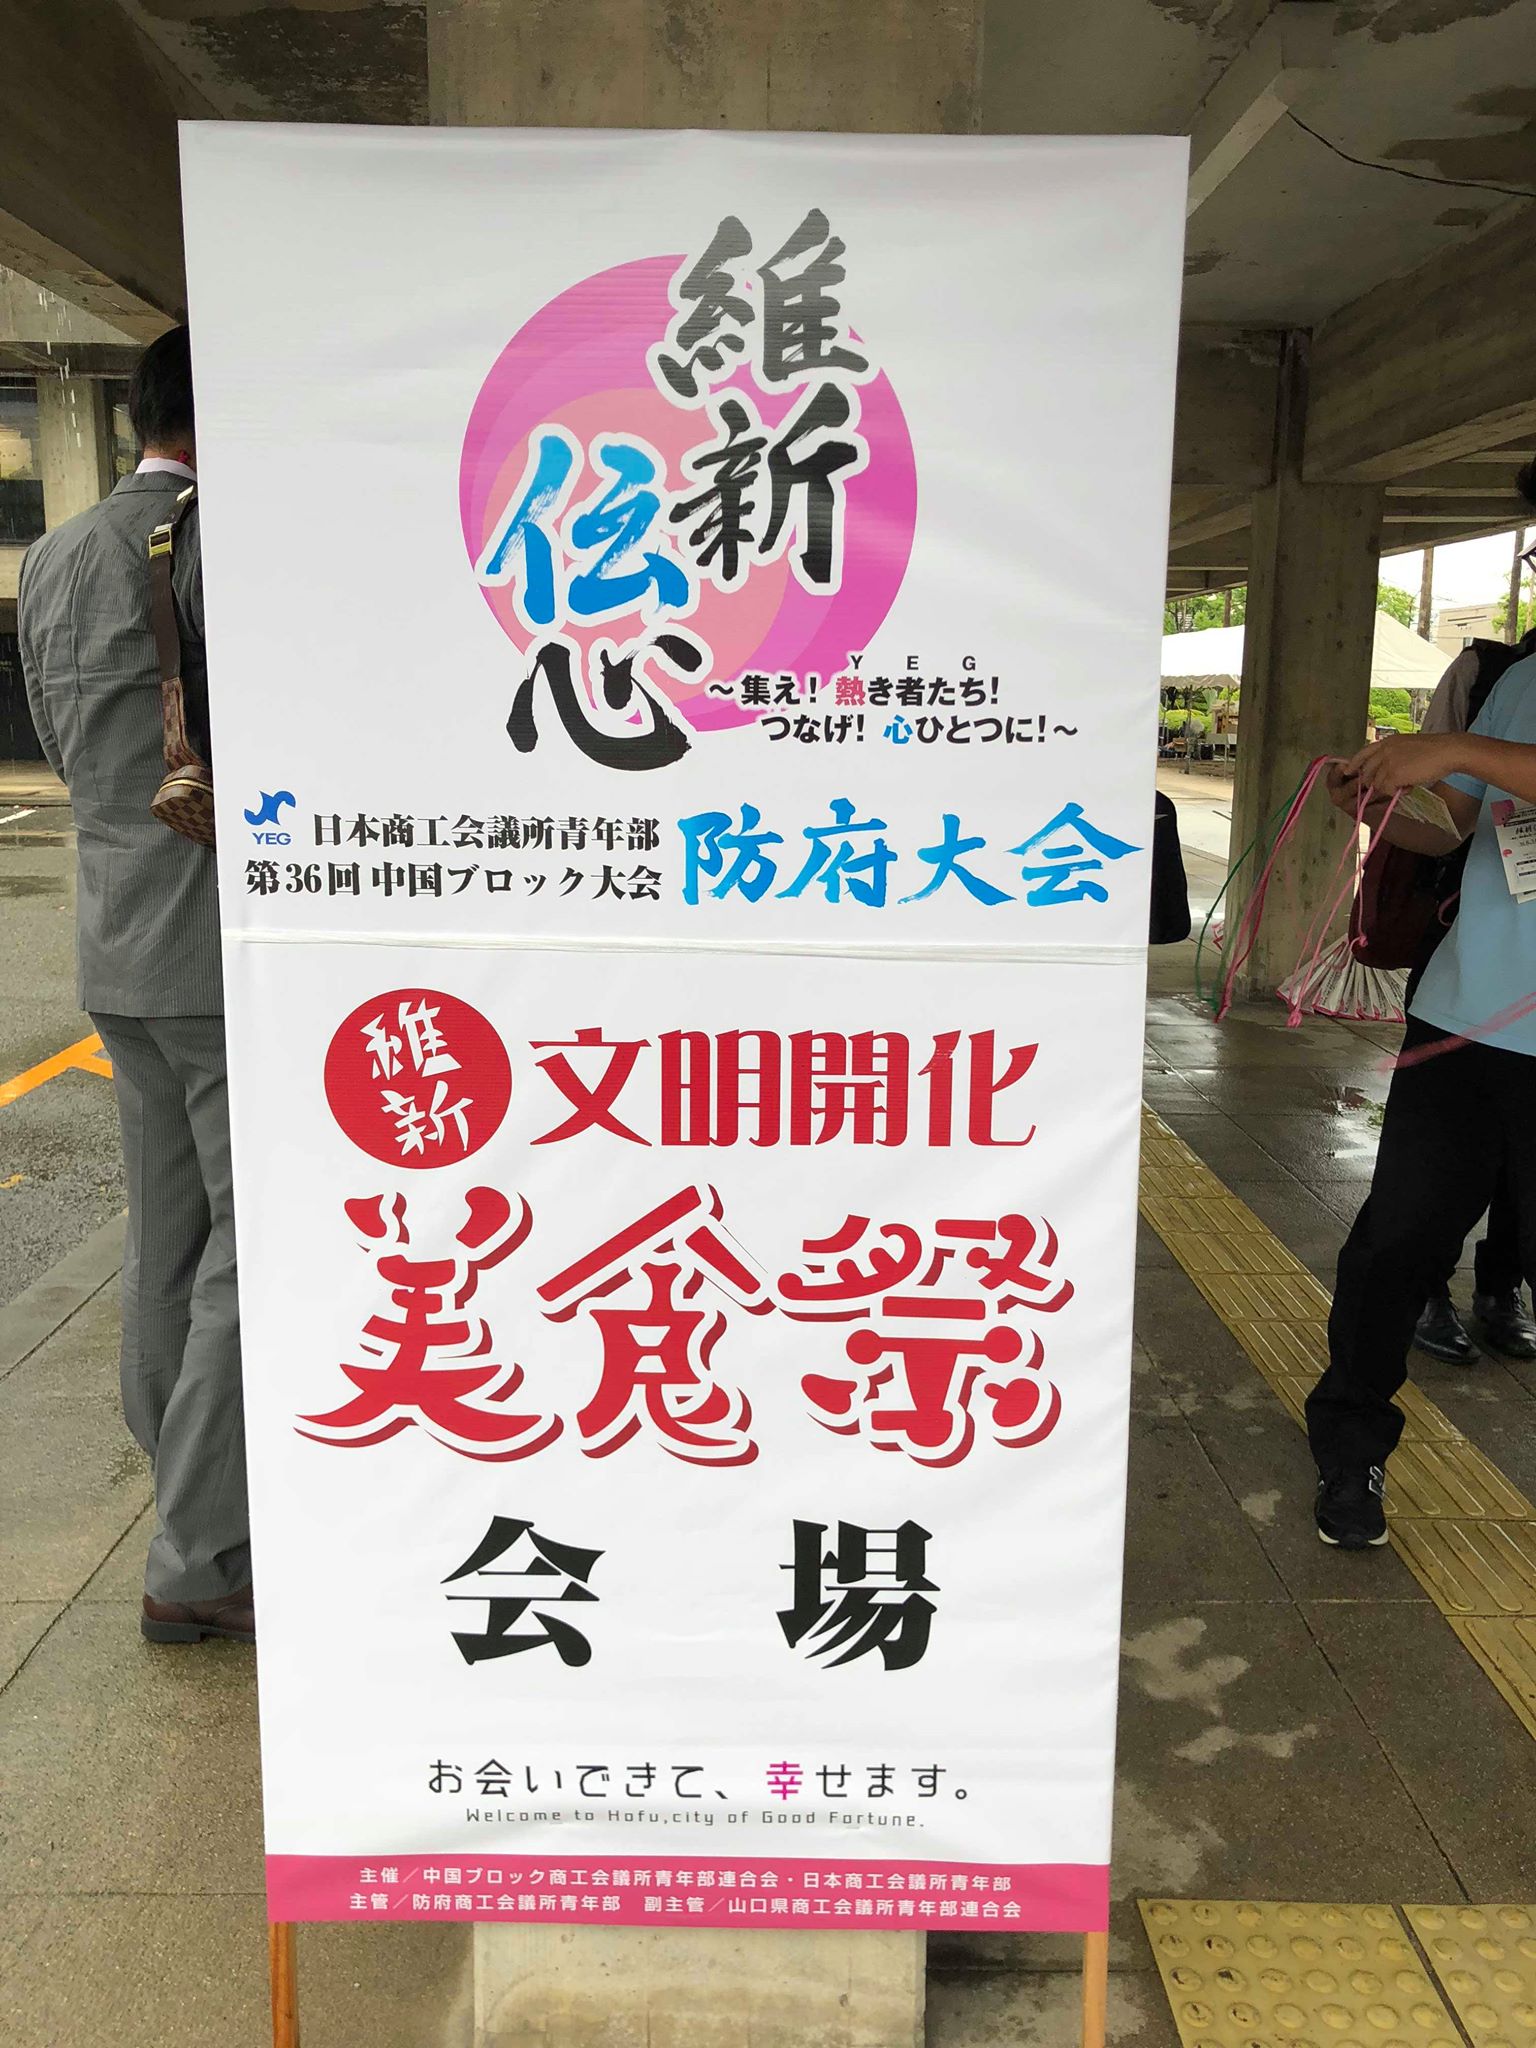 維新
伝心
YEG
～集え！熱き者たち！
つなげ！心ひとつに！～
YEG
日本商工会議所青年部
第36回 中国ブロック大会
防府大会
維新
文明開化
美食祭
会場
お会いできて、幸せます。
Welcome to Hofu,city of Good Fortune.
主催／中国ブロック商工会議所青年部連合会・日本商工会議所青年部
主管／防府商工会議所青年部 副主管／山口県商工会議所青年部連合会